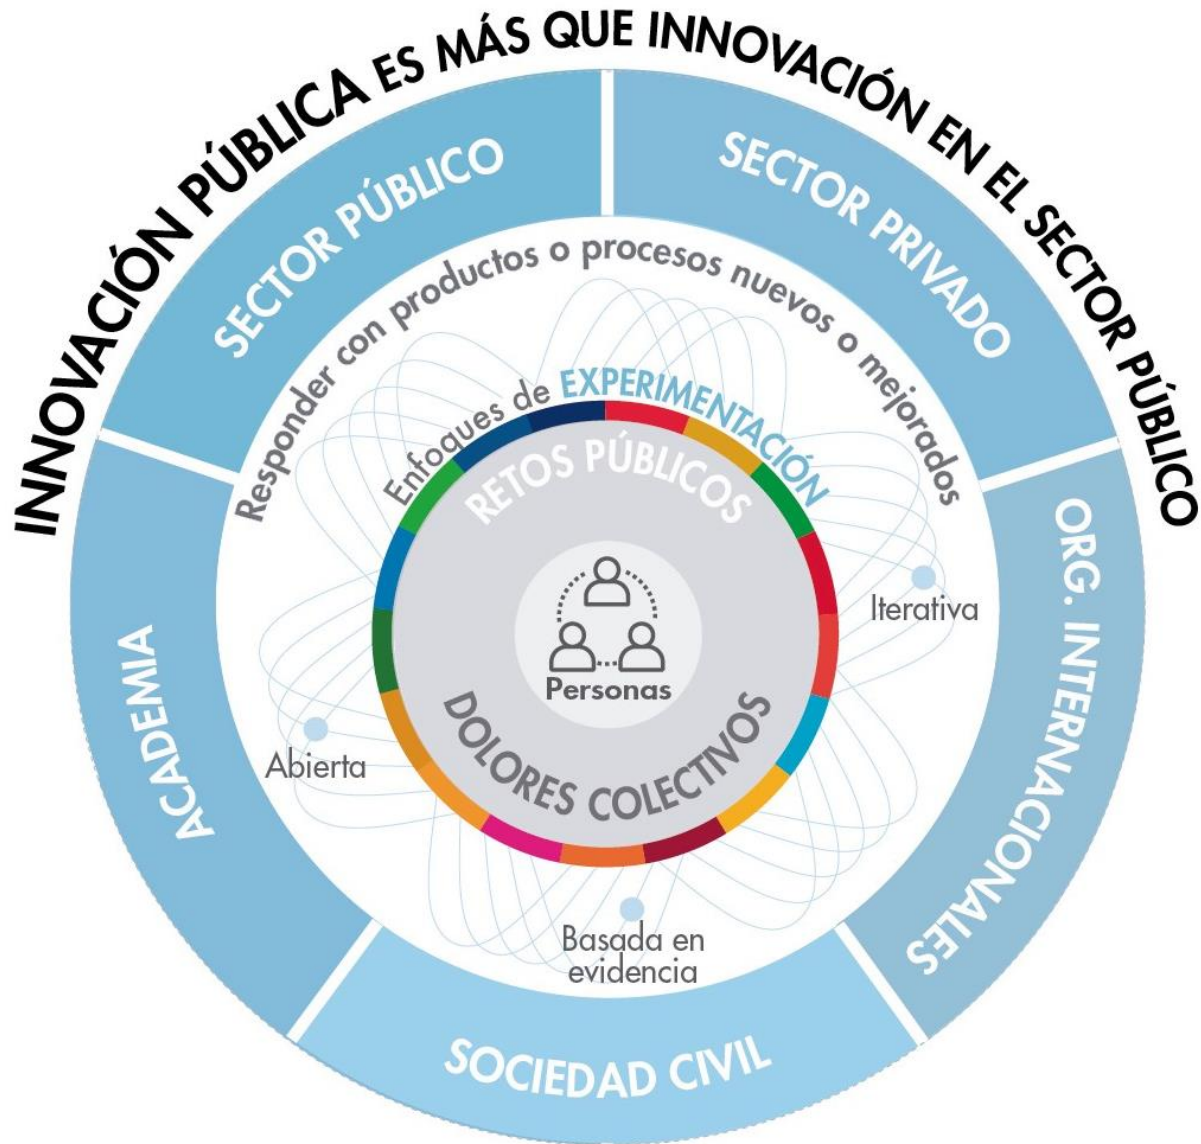 INNOVACIÓN PÚBLICA ES MÁS QUE INNOVACIÓN EN EL SECTOR PÚBLICO
SECTOR PÚBLICO
SECTOR PRIVADO
Responder con productos o procesos nuevos o mejorados
Enfoques de EXPERIMENTACIÓN
RETOS PÚBLICOS
Personas
DOLORES COLECTIVOS
Iterativa
Abierta
Basada en
evidencia
ACADEMIA
ORG. INTERNACIONALES
SOCIEDAD CIVIL